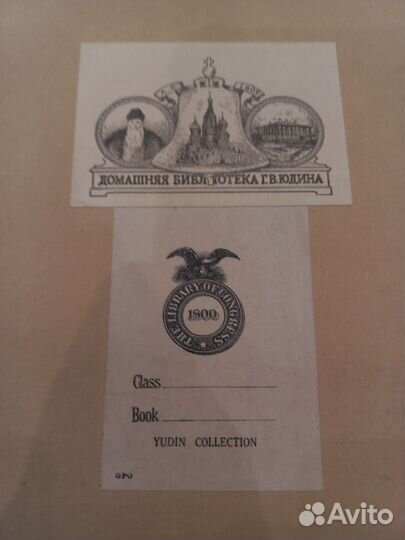 ДОМАШНЯЯ БИБЛІОТЕКА Г.В.ЮДИНА
THE LIBRARY OF CONGRESS
1800
Class
Book
YUDIN COLLECTION
GPO
Avito